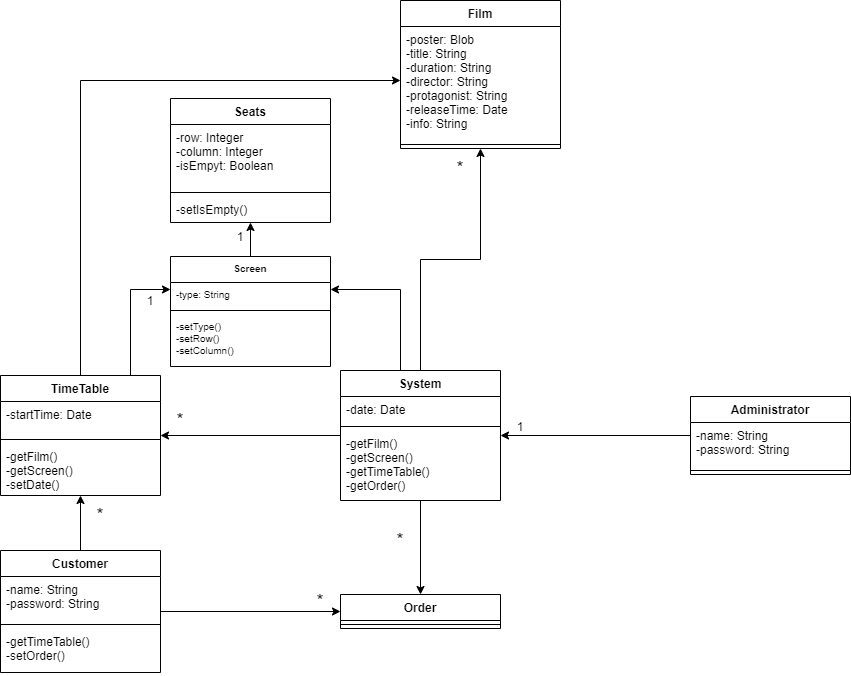 Film
-poster: Blob
-title: String
-duration: String
-director: String
-protagonist: String
-releaseTime: Date
-info: String
*
Seats
-row: Integer
-column: Integer
-isEmpyt: Boolean
-setIsEmpty()
1
Screen
-type: String
-setType()
-setRow()
-setColumn()
1
TimeTable
-startTime: Date
-getFilm()
-getScreen()
-setDate()
*
System
-date: Date
-getFilm()
-getScreen()
-getTimeTable()
-getOrder()
1
Administrator
-name: String
-password: String
*
*
Customer
-name: String
-password: String
-getTimeTable()
-setOrder()
*
Order